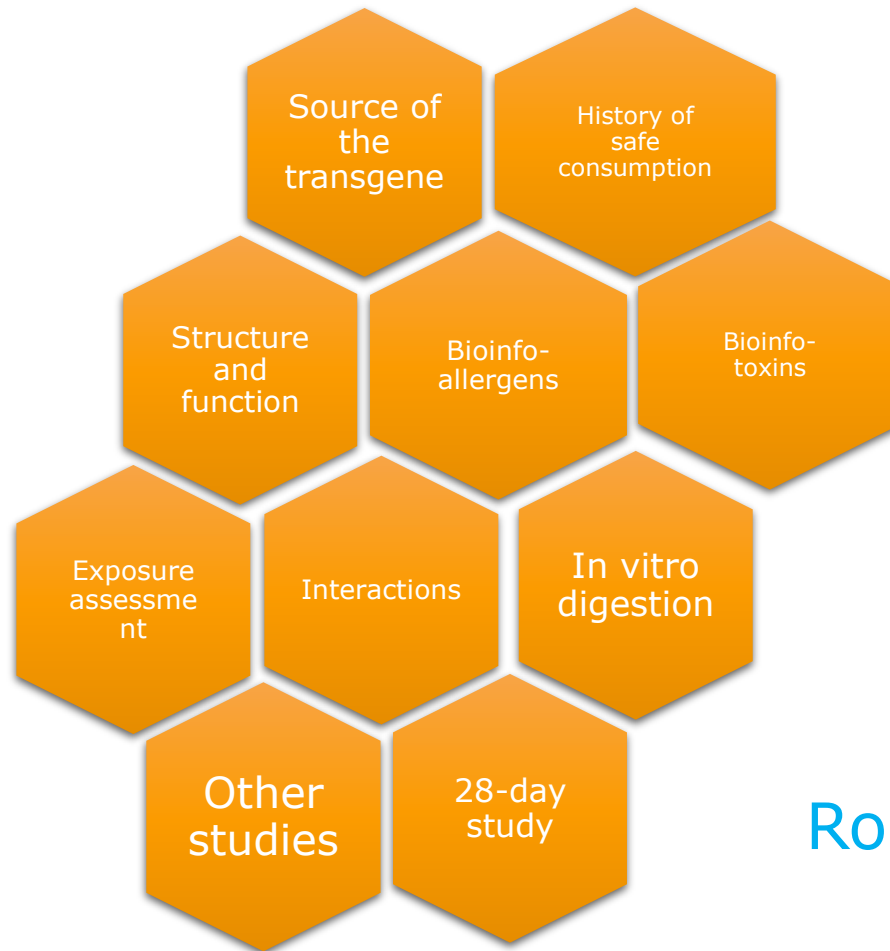 Source of
the
transgene
History of
safe
consumption
Structure
and
function
Bioinfo-
allergens
Bioinfo-
toxins
Exposure
assessme
nt
Interactions
In vitro
digestion
Other
studies
28-day
study
Ro